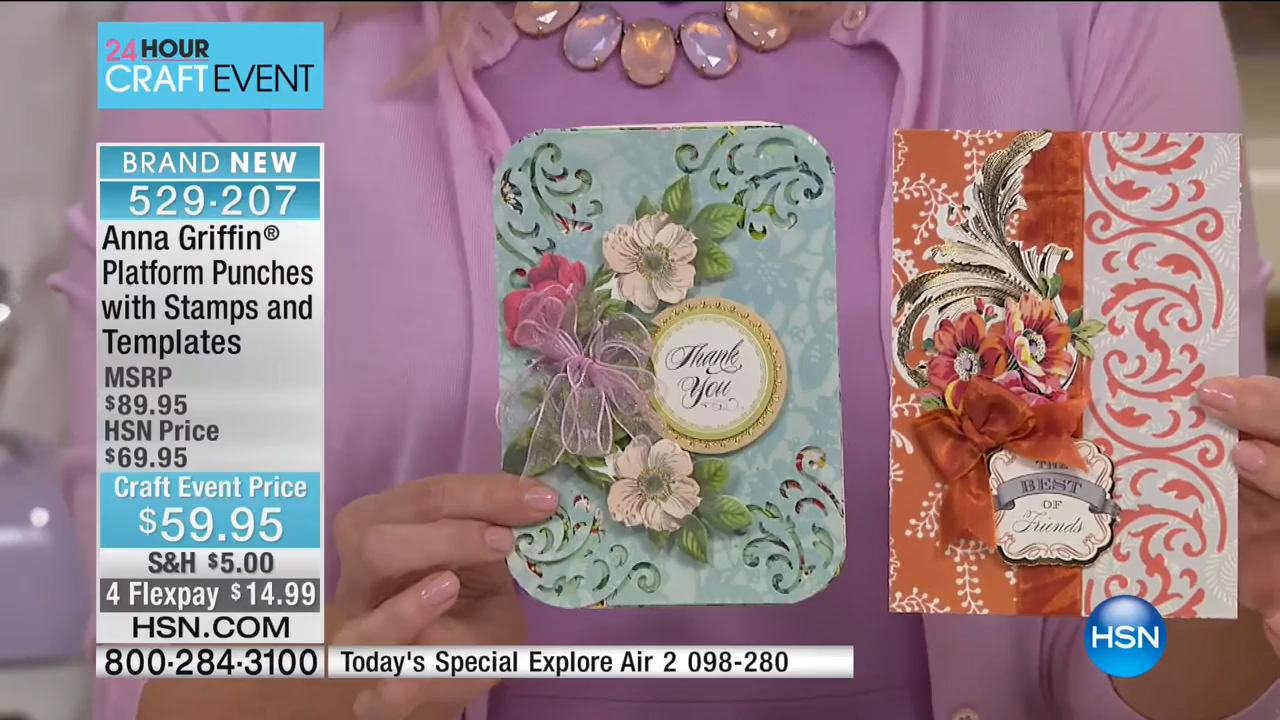 24 HOUR
CRAFT EVENT
BRAND NEW
529-207
Anna Griffin®
Platform Punches
with Stamps and
Templates
MSRP
$89.95
HSN Price
$69.95
Craft Event Price
$59.95
S&H $5.00
4 Flexpay $14.99
HSN.COM
800-284-3100
Today's Special Explore Air 2 098-280
Thank
You
THE
BEST
OF
Friends
HSN